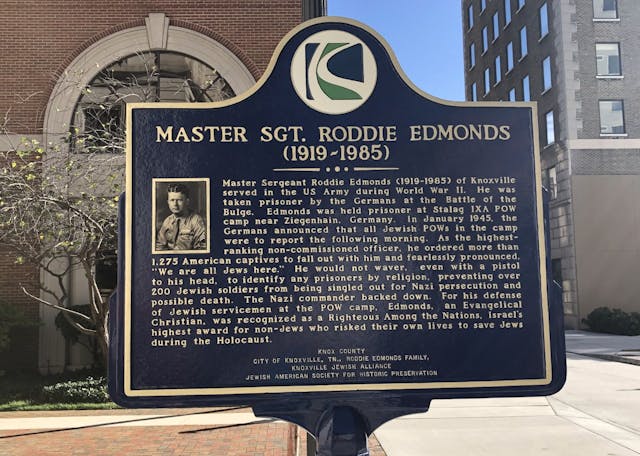 MASTER SGT. RODDIE EDMONDS
(1919-1985)
Master Sergeant Roddie Edmonds (1919-1985) of Knoxville
served in the US Army during World War II. He was
taken prisoner by the Germans at the Battle of the
Bulge. Edmonds was held prisoner at Stalag IXA POW
camp near Ziegenhain, Germany. In January 1945, the
Germans announced that all Jewish POWs in the camp
were to report the following morning. As the highest-
ranking non-commissioned officer, he ordered more than
1,275 American captives to fall out with him and fearlessly pronounced,
"We are all Jews here." He would not waver, even with a pistol
to his head, to identify any prisoners by religion, preventing over
200 Jewish soldiers from being singled out for Nazi persecution and
possible death. The Nazi commander backed down. For his defense
of Jewish servicemen at the POW camp, Edmonds, an Evangelical
Christian, was recognized as a Righteous Among the Nations, Israel's
highest award for non-Jews who risked their own lives to save Jews
during the Holocaust.
KNOX COUNTY
CITY OF KNOXVILLE, TN., RODDIE EDMONDS FAMILY,
KNOXVILLE JEWISH ALLIANCE
JEWISH AMERICAN SOCIETY FOR HISTORIC PRESERVATION